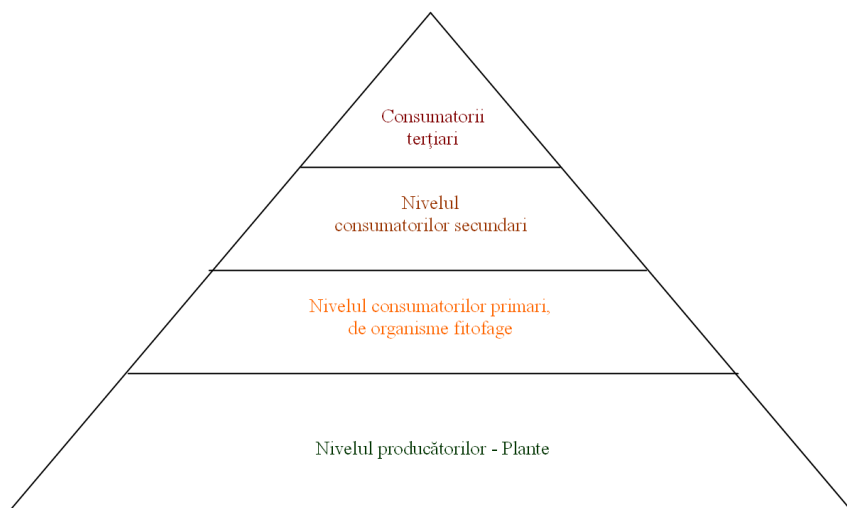 Consumatorii
terţiari
Nivelul
consumatorilor secundari
Nivelul consumatorilor primari,
de organisme fitofage
Nivelul producătorilor - Plante